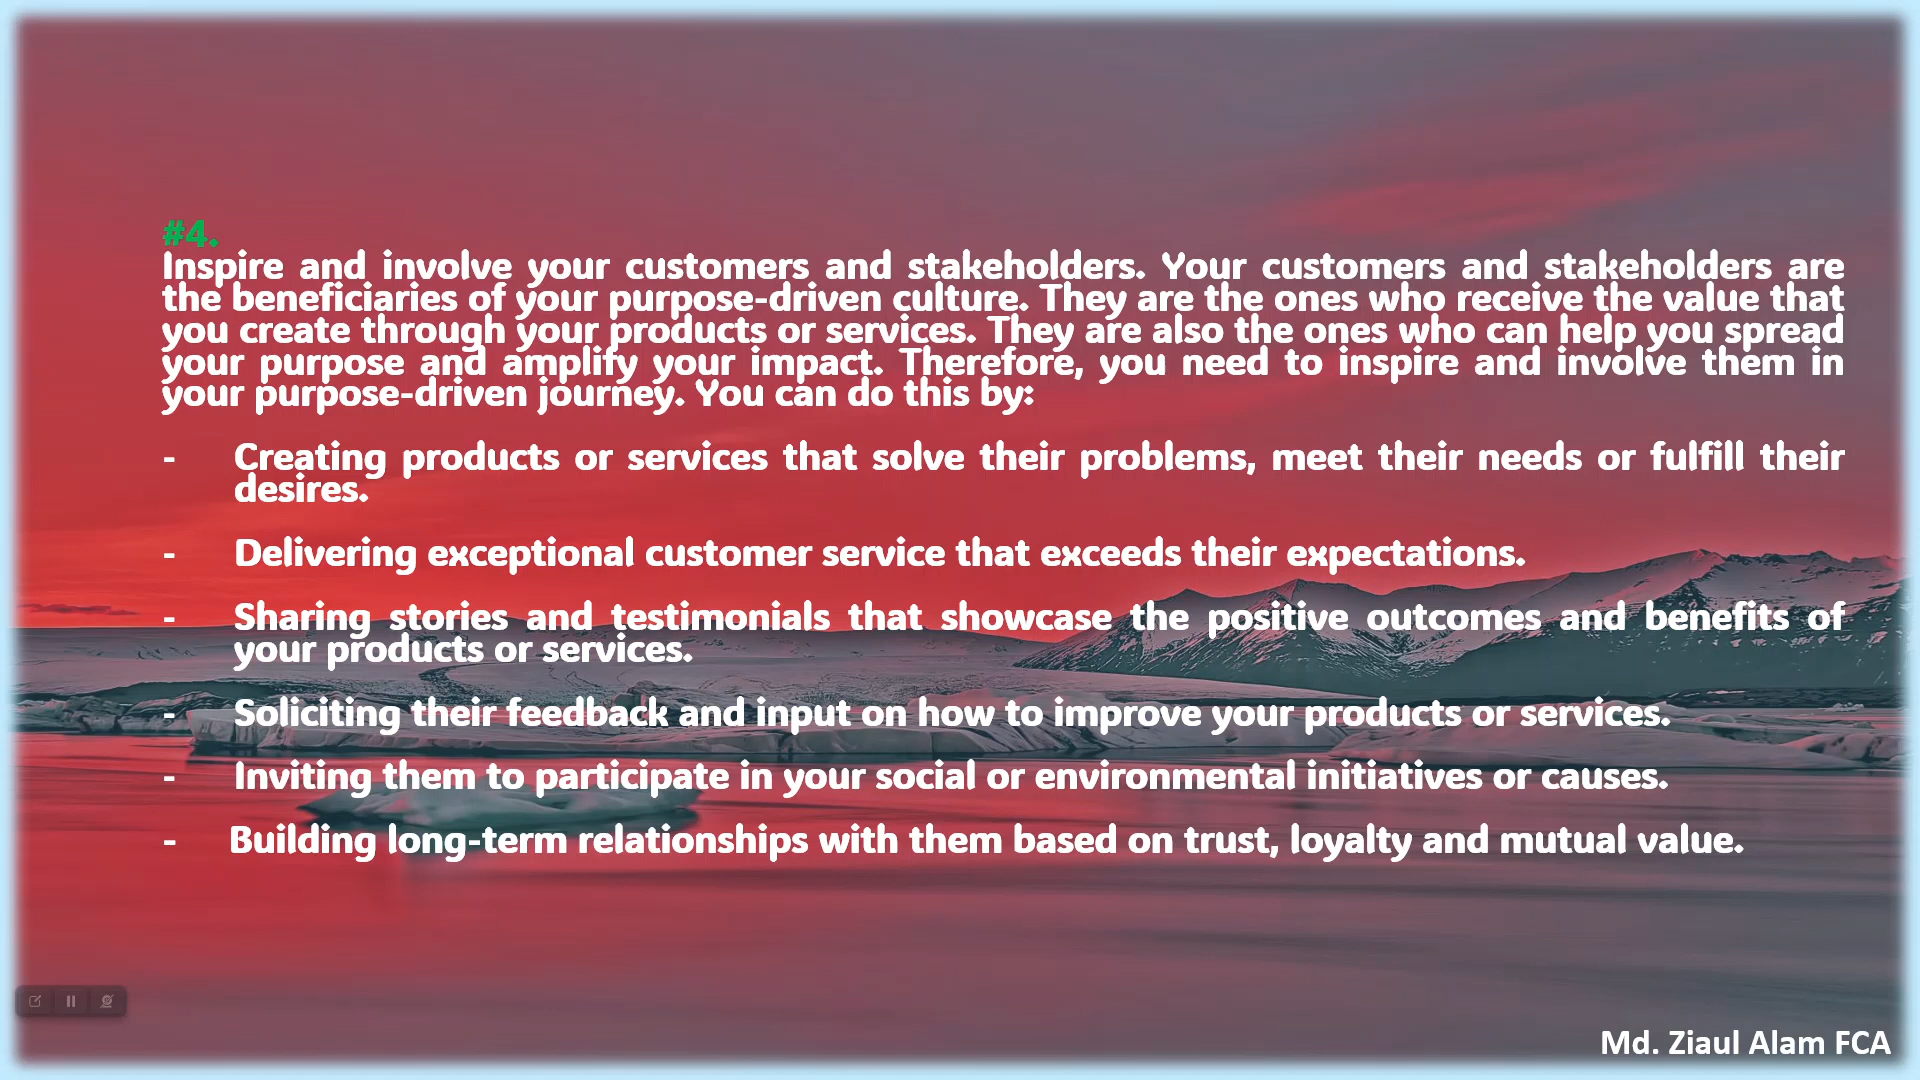 #4.
Inspire and involve your customers and stakeholders. Your customers and stakeholders are
the beneficiaries of your purpose-driven culture. They are the ones who receive the value that
you create through your products or services. They are also the ones who can help you spread
your purpose and amplify your impact. Therefore, you need to inspire and involve them in
your purpose-driven journey. You can do this by:
- Creating products or services that solve their problems, meet their needs or fulfill their
desires.
- Delivering exceptional customer service that exceeds their expectations.
- Sharing stories and testimonials that showcase the positive outcomes and benefits of
your products or services.
- Soliciting their feedback and input on how to improve your products or services.
- Inviting them to participate in your social or environmental initiatives or causes.
- Building long-term relationships with them based on trust, loyalty and mutual value.
Md. Ziaul Alam FCA